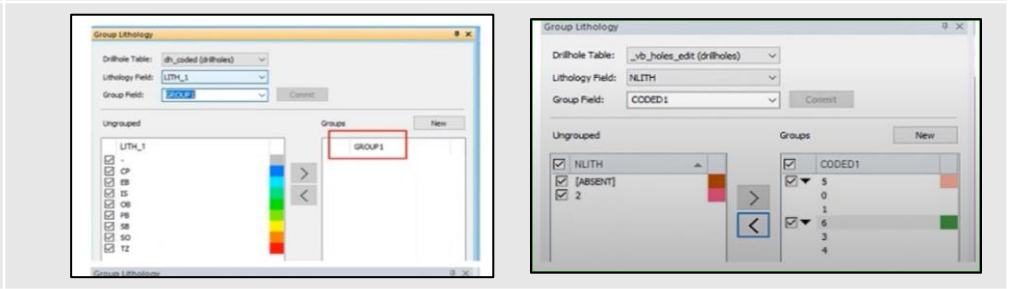 Group Lithology
Drillhole Table: dh_coded (drillholes)
Lithology Field: LITH_1
Group Field: GROUP1 Commit
Ungrouped Groups New
LITH_1 GROUP1
-
CP
EB
IS
OB
PB
SB
SO
TZ
Group Lithology
Group Lithology
Drillhole Table: _vb_holes_edit (drillholes)
Lithology Field: NLITH
Group Field: CODED1 Commit
Ungrouped Groups New
NLITH CODED1
[ABSENT] 5
2 0
1
6
3
4